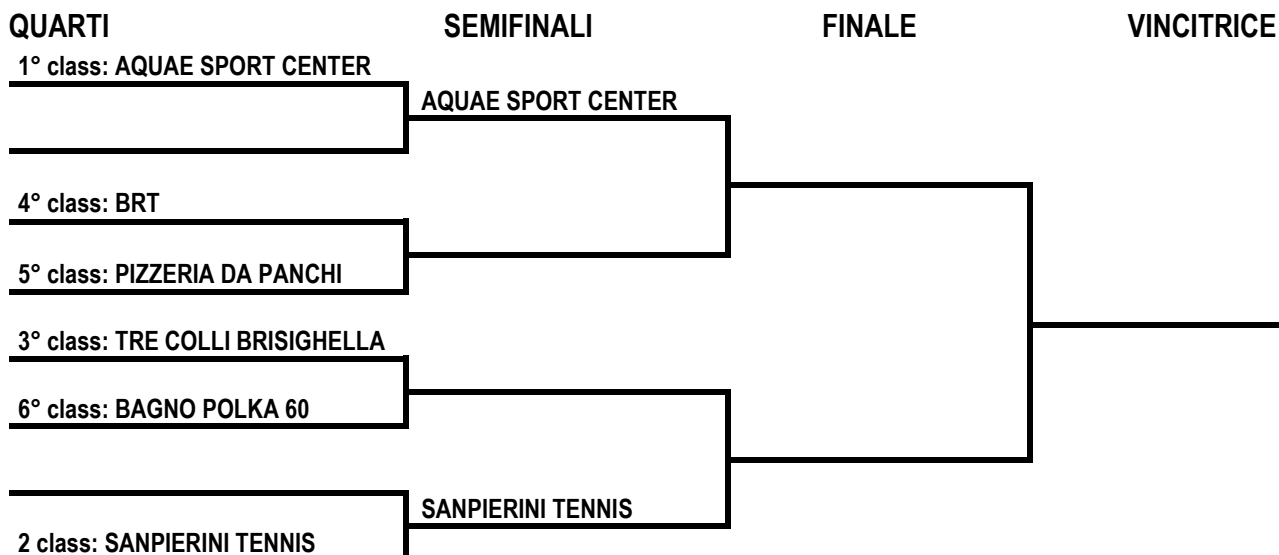 QUARTI SEMIFINALI FINALE VINCITRICE
1° class: AQUAE SPORT CENTER
AQUAE SPORT CENTER
4° class: BRT
5° class: PIZZERIA DA PANCHI
3° class: TRE COLLI BRISIGHELLA
6° class: BAGNO POLKA 60
SANPIERINI TENNIS
2 class: SANPIERINI TENNIS